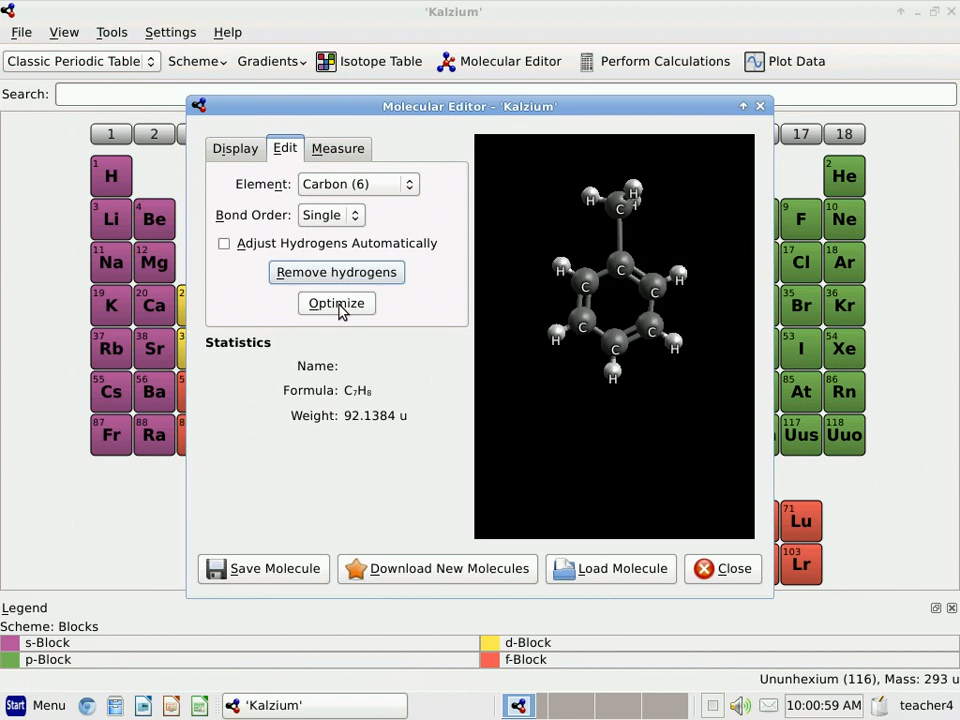 'Kalzium'
File View Tools Settings Help
Classic Periodic Table Scheme Gradients Isotope Table Molecular Editor Perform Calculations Plot Data
Search:
Molecular Editor – 'Kalzium'
1 2 17 18
Display Edit Measure
1 H 2 He
Element: Carbon (6)
3 Li 4 Be 9 F 10 Ne
Bond Order: Single
Adjust Hydrogens Automatically
11 Na 12 Mg 17 Cl 18 Ar
Remove hydrogens
19 K 20 Ca 2 35 Br 36 Kr
Optimize
37 Rb 38 Sr 3 53 I 54 Xe
Statistics
Name:
55 Cs 56 Ba 5 85 At 86 Rn
Formula: C₇H₈
Weight: 92.1384 u
87 Fr 88 Ra 8 117 Uus 118 Uuo
H H H C
H C C H
C C
H C C H
C
H
71 Lu
103 Lr
Save Molecule Download New Molecules Load Molecule Close
Legend
Scheme: Blocks
s-Block d-Block
p-Block f-Block
Ununhexium (116), Mass: 293 u
Start Menu 'Kalzium' 10:00:59 AM teacher4